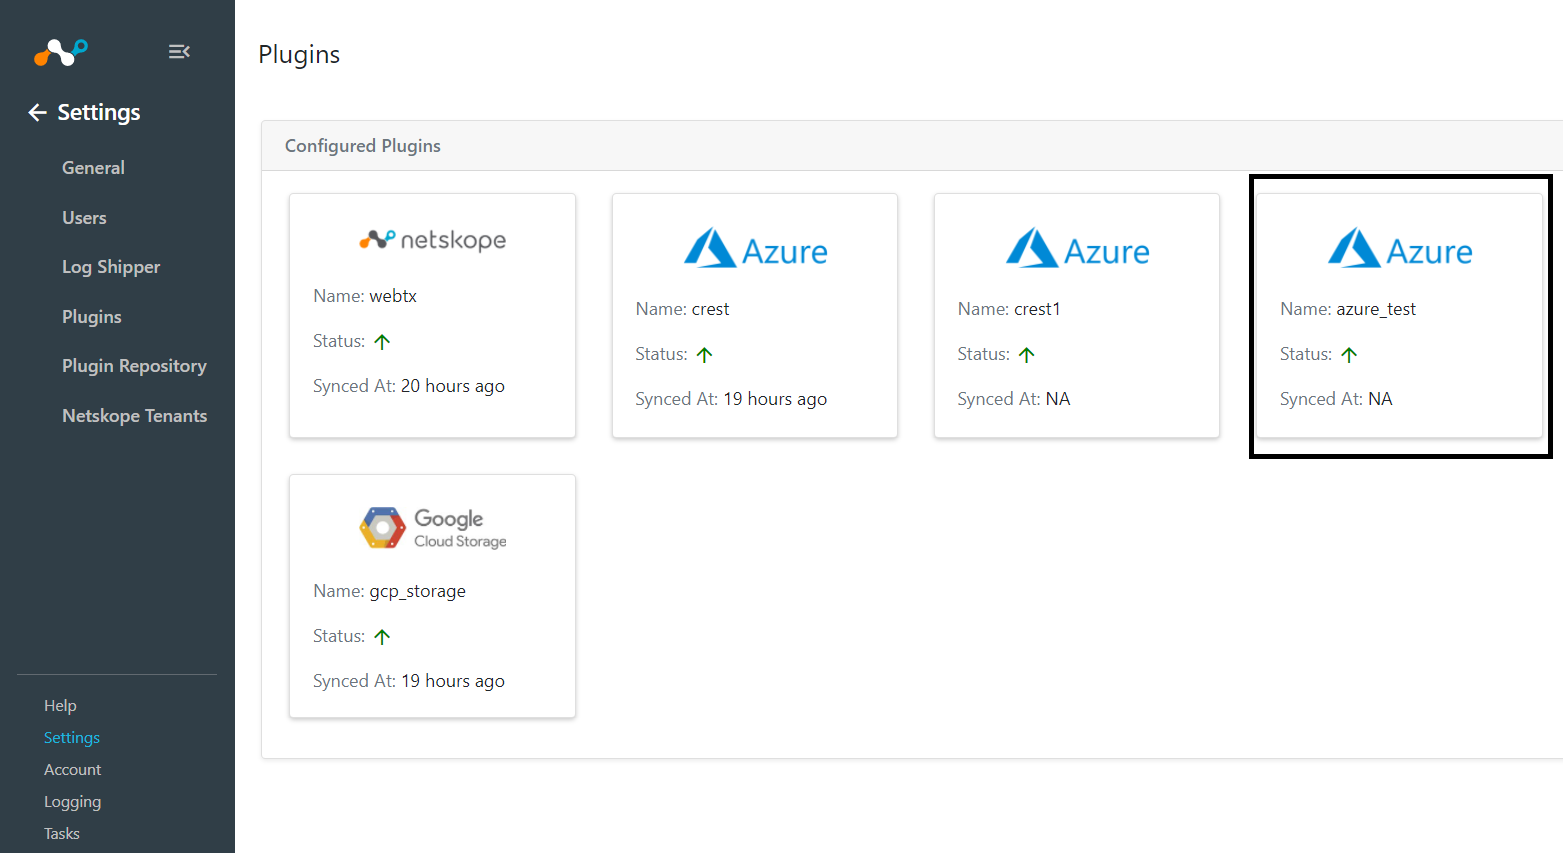 Settings
General
Users
Log Shipper
Plugins
Plugin Repository
Netskope Tenants
Help
Settings
Account
Logging
Tasks
Plugins
Configured Plugins
netskope
Name: webtx
Status:
Synced At: 20 hours ago
Azure
Name: crest
Status:
Synced At: 19 hours ago
Azure
Name: crest1
Status:
Synced At: NA
Azure
Name: azure_test
Status:
Synced At: NA
Google
Cloud Storage
Name: gcp_storage
Status:
Synced At: 19 hours ago